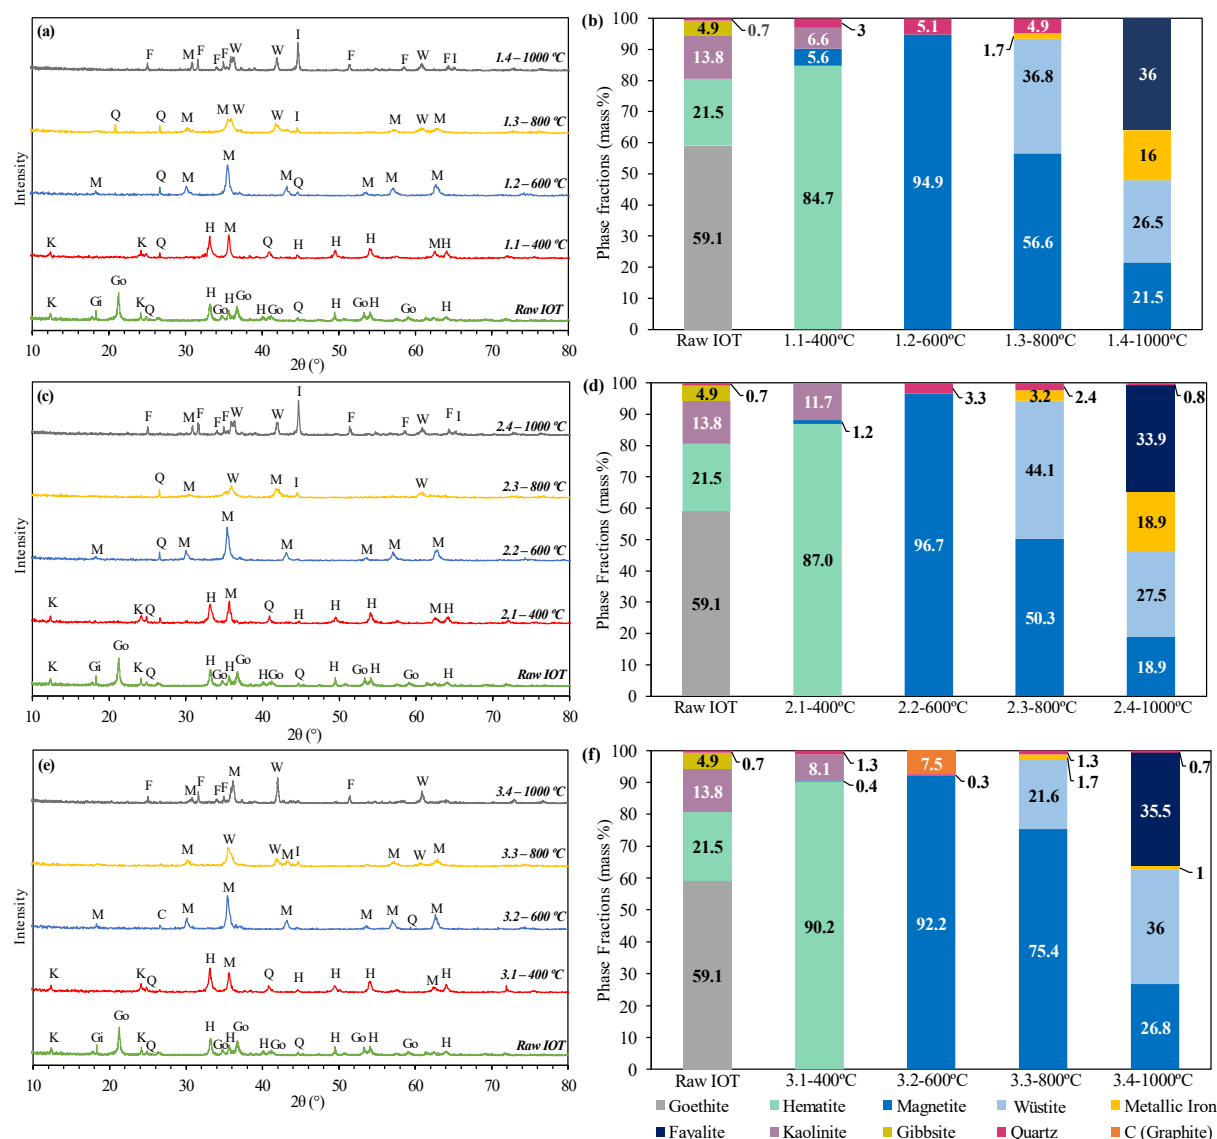 (a)
I
F M F F F W W F F W F I
1.4 – 1000 ºC
Q Q M M W W I M W M
1.3 – 800 ºC
M Q M M M Q M M M
1.2 – 600 ºC
K K Q H M Q H H H M H
1.1 – 400 ºC
K Gi Go K Q H Go H Go H Go Q H Go H Go H
Raw IOT
Intensity
10 20 30 40 50 60 70 80
2θ (°)
(b)
Phase fractions (mass %)
100
90
80
70
60
50
40
30
20
10
0
4.9 0.7
13.8
21.5
59.1
3
6.6
5.6
84.7
5.1
94.9
4.9
1.7
36.8
56.6
36
16
26.5
21.5
Raw IOT 1.1-400ºC 1.2-600ºC 1.3-800ºC 1.4-1000ºC
(c)
I
F M F F F W W F F W F I
2.4 – 1000 ºC
Q M W M I W
2.3 – 800 ºC
M Q M M M M M M
2.2 – 600 ºC
K K Q H M Q H H H M H
2.1 – 400 ºC
K Gi Go K Q H Go H Go H Go Q H Go H Go H
Raw IOT
Intensity
10 20 30 40 50 60 70 80
2θ (°)
(d)
Phase Fractions (mass %)
100
90
80
70
60
50
40
30
20
10
0
4.9 0.7
13.8
21.5
59.1
11.7
1.2
87.0
3.3
96.7
3.2 2.4
44.1
50.3
0.8
33.9
18.9
27.5
18.9
Raw IOT 2.1-400ºC 2.2-600ºC 2.3-800ºC 2.4-1000ºC
(e)
F M F F F M W F W
3.4 – 1000 ºC
M W W M I M W M
3.3 – 800 ºC
M C M M M M M Q M
3.2 – 600 ºC
K K Q H M Q H H H M H
3.1 – 400 ºC
K Gi Go K Q H Go H Go H Go Q H Go H Go H
Raw IOT
Intensity
10 20 30 40 50 60 70 80
2θ (°)
(f)
Phase Fractions (mass %)
100
90
80
70
60
50
40
30
20
10
0
4.9 0.7
13.8
21.5
59.1
1.3
8.1
0.4
90.2
7.5
0.3
92.2
1.3
1.7
21.6
75.4
0.7
35.5
1
36
26.8
Raw IOT 3.1-400ºC 3.2-600ºC 3.3-800ºC 3.4-1000ºC
Goethite Hematite Magnetite Wüstite Metallic Iron
Fayalite Kaolinite Gibbsite Quartz C (Graphite)